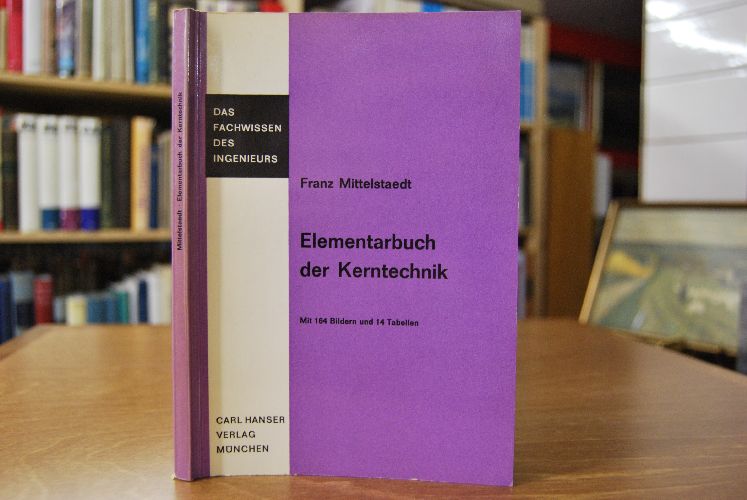 Mittelstaedt · Elementarbuch der Kerntechnik
DAS
FACHWISSEN
DES
INGENIEURS
Franz Mittelstaedt
Elementarbuch
der Kerntechnik
Mit 164 Bildern und 14 Tabellen
CARL HANSER
VERLAG
MÜNCHEN